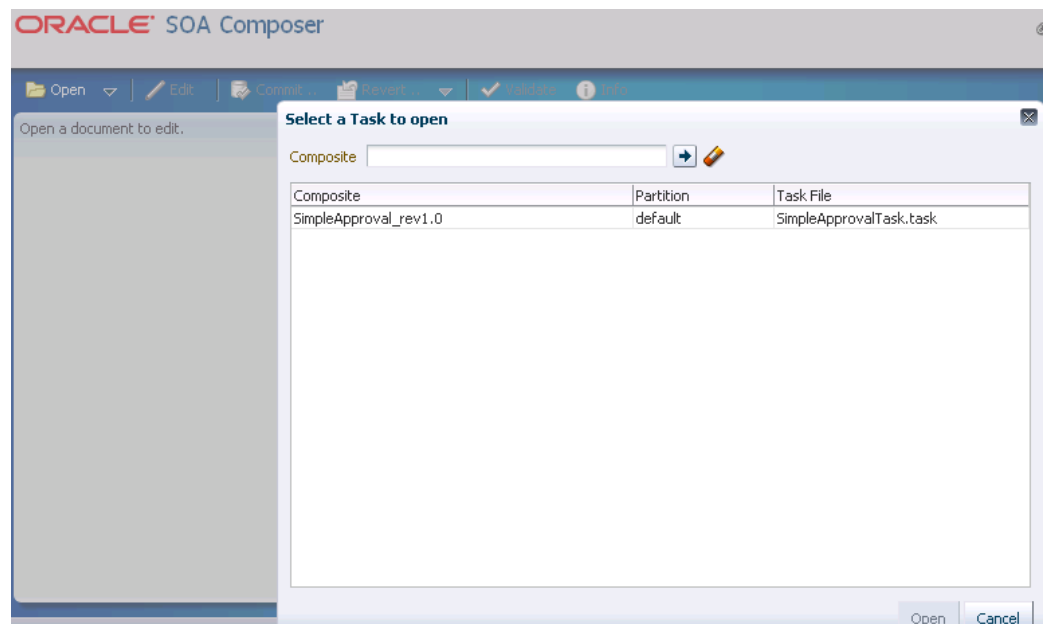 ORACLE SOA Composer
Open Edit Commit .. Revert .. Validate Info
Open a document to edit.
Select a Task to open
Composite
Composite Partition Task File
SimpleApproval_rev1.0 default SimpleApprovalTask.task
Open Cancel